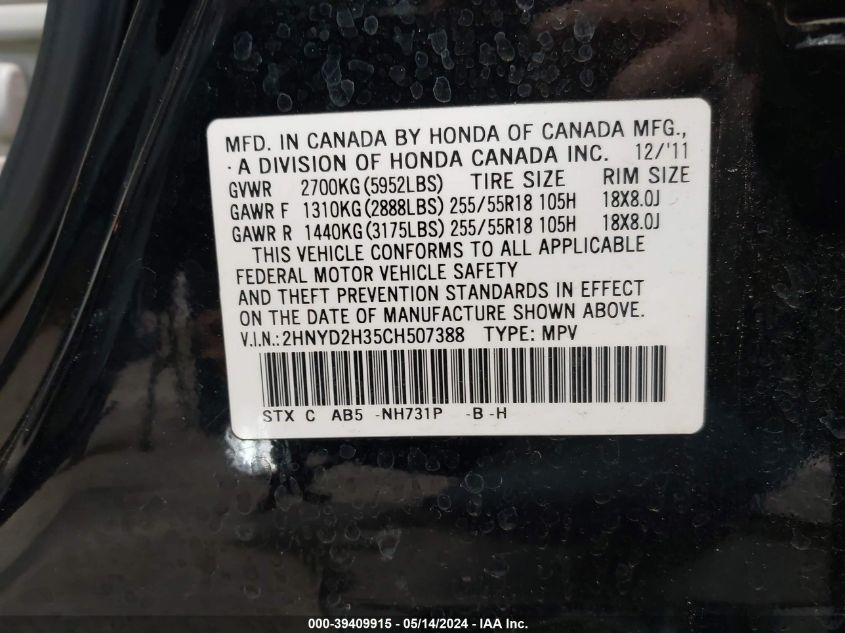 MFD. IN CANADA BY HONDA OF CANADA MFG.,
A DIVISION OF HONDA CANADA INC. 12/'11
GVWR 2700KG (5952LBS) TIRE SIZE RIM SIZE
GAWR F 1310KG (2888LBS) 255/55R18 105H 18X8.0J
GAWR R 1440KG (3175LBS) 255/55R18 105H 18X8.0J
THIS VEHICLE CONFORMS TO ALL APPLICABLE
FEDERAL MOTOR VEHICLE SAFETY
AND THEFT PREVENTION STANDARDS IN EFFECT
ON THE DATE OF MANUFACTURE SHOWN ABOVE.
V.I.N.: 2HNYD2H35CH507388 TYPE: MPV
STX C AB5 -NH731P -B -H
000-39409915 - 05/14/2024 - IAA Inc.